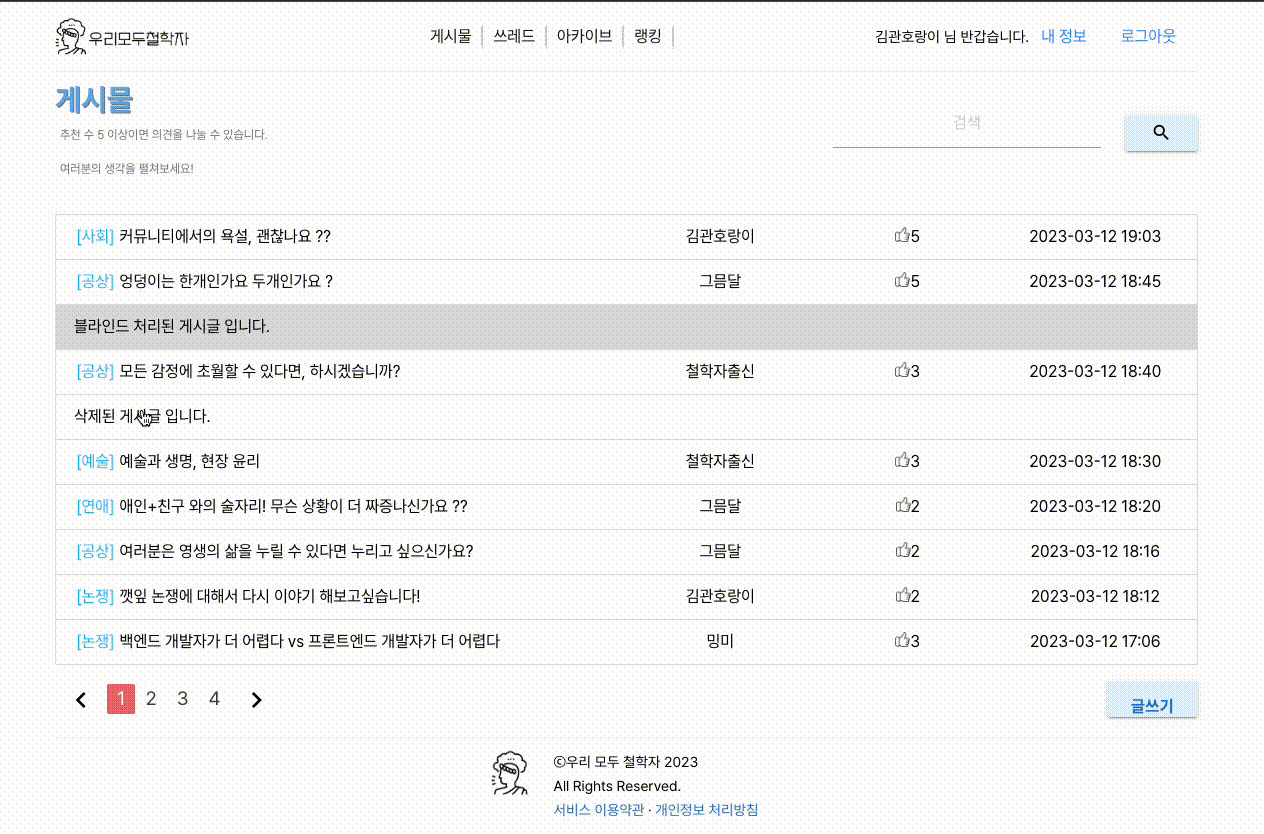 우리모두철학자 게시물 쓰레드 아카이브 랭킹 김관호랑이 님 반갑습니다. 내 정보 로그아웃
게시물
추천 수 5 이상이면 의견을 나눌 수 있습니다.
검색
여러분의 생각을 펼쳐보세요!
[사회] 커뮤니티에서의 욕설, 괜찮나요 ?? 김관호랑이 5 2023-03-12 19:03
[공상] 엉덩이는 한개인가요 두개인가요 ? 그믐달 5 2023-03-12 18:45
블라인드 처리된 게시글 입니다.
[공상] 모든 감정에 초월할 수 있다면, 하시겠습니까? 철학자출신 3 2023-03-12 18:40
삭제된 게시글 입니다.
[예술] 예술과 생명, 현장 윤리 철학자출신 3 2023-03-12 18:30
[연애] 애인+친구 와의 술자리! 무슨 상황이 더 짜증나신가요 ?? 그믐달 2 2023-03-12 18:20
[공상] 여러분은 영생의 삶을 누릴 수 있다면 누리고 싶으신가요? 그믐달 2 2023-03-12 18:16
[논쟁] 깻잎 논쟁에 대해서 다시 이야기 해보고싶습니다! 김관호랑이 2 2023-03-12 18:12
[논쟁] 백엔드 개발자가 더 어렵다 vs 프론트엔드 개발자가 더 어렵다 밍미 3 2023-03-12 17:06
1 2 3 4 글쓰기
©우리 모두 철학자 2023
All Rights Reserved.
서비스 이용약관 · 개인정보 처리방침